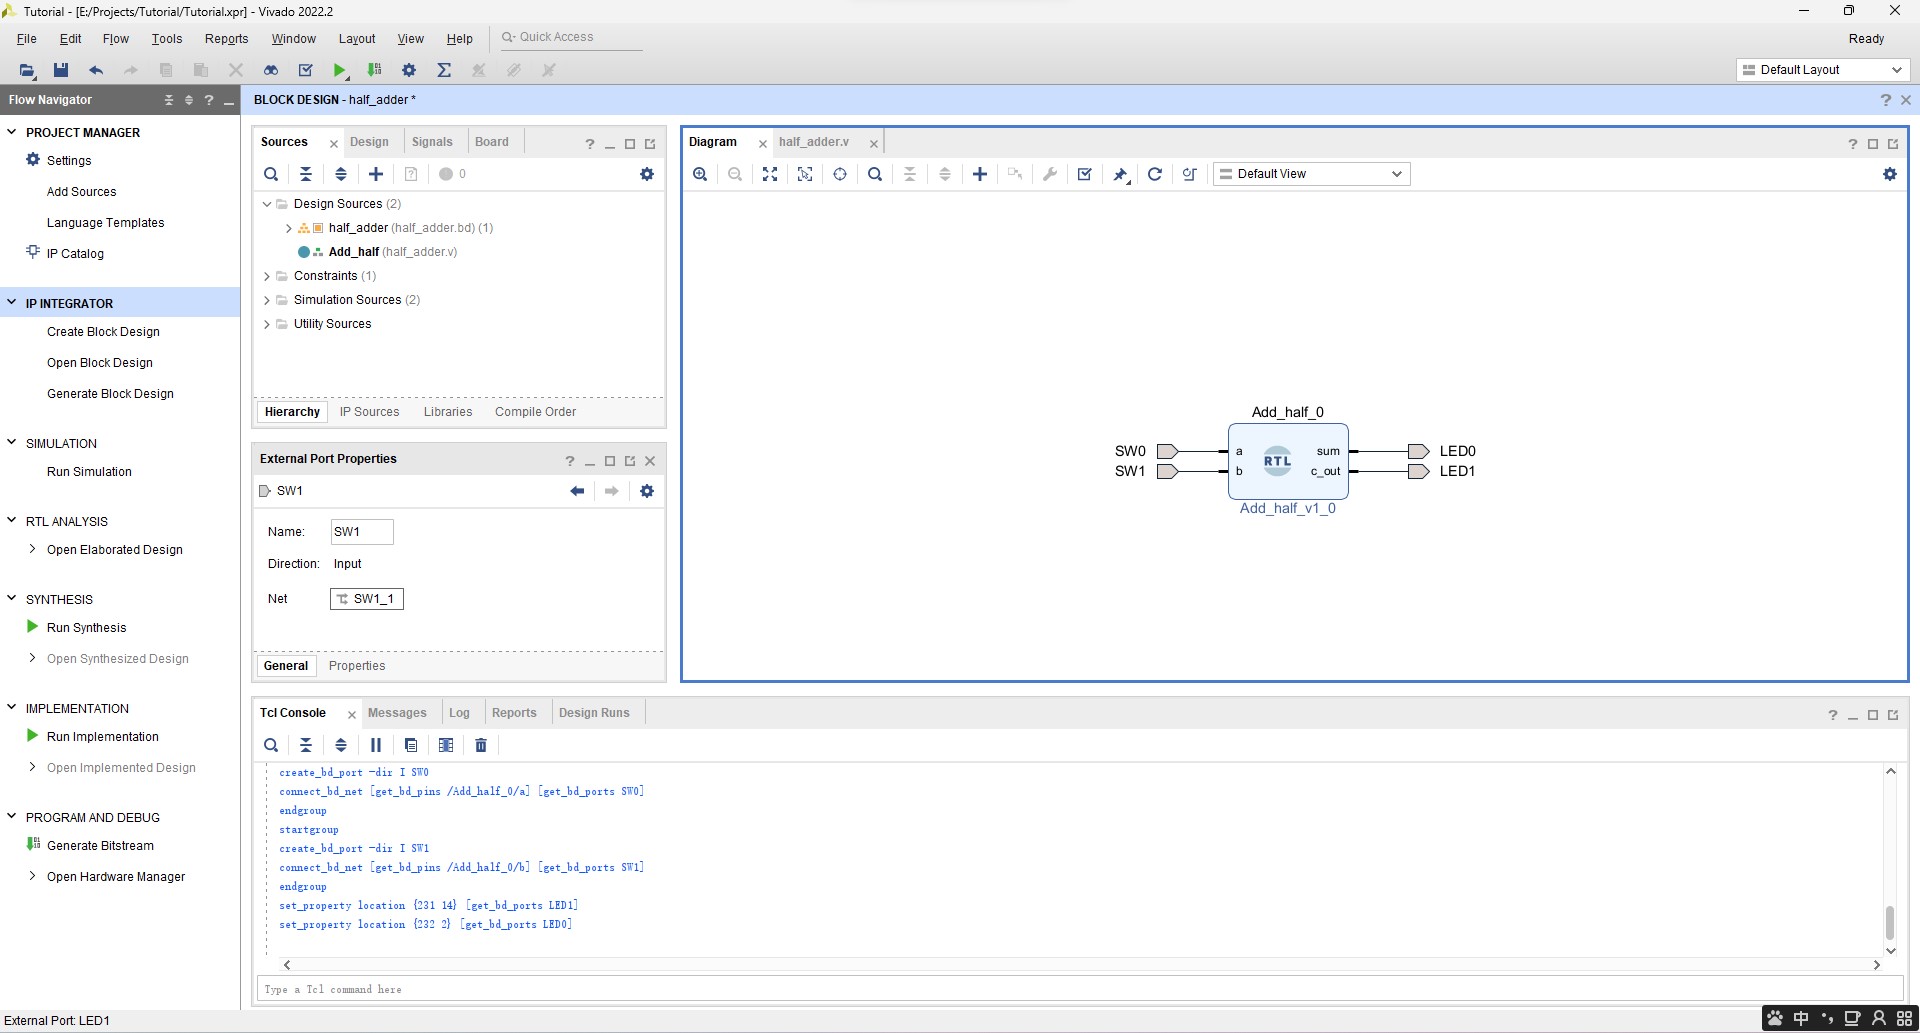 Tutorial - [E:/Projects/Tutorial/Tutorial.xpr] - Vivado 2022.2
File Edit Flow Tools Reports Window Layout View Help Quick Access Ready
Default Layout
Flow Navigator
BLOCK DESIGN - half_adder *
PROJECT MANAGER
Settings
Add Sources
Language Templates
IP Catalog
IP INTEGRATOR
Create Block Design
Open Block Design
Generate Block Design
SIMULATION
Run Simulation
RTL ANALYSIS
Open Elaborated Design
SYNTHESIS
Run Synthesis
Open Synthesized Design
IMPLEMENTATION
Run Implementation
Open Implemented Design
PROGRAM AND DEBUG
Generate Bitstream
Open Hardware Manager
Sources Design Signals Board
0
Design Sources (2)
half_adder (half_adder.bd) (1)
Add_half (half_adder.v)
Constraints (1)
Simulation Sources (2)
Utility Sources
Hierarchy IP Sources Libraries Compile Order
External Port Properties
SW1
Name: SW1
Direction: Input
Net SW1_1
General Properties
Diagram half_adder.v
Default View
Add_half_0
SW0 a RTL sum LED0
SW1 b c_out LED1
Add_half_v1_0
Tcl Console Messages Log Reports Design Runs
create_bd_port -dir I SW0
connect_bd_net [get_bd_pins /Add_half_0/a] [get_bd_ports SW0]
endgroup
startgroup
create_bd_port -dir I SW1
connect_bd_net [get_bd_pins /Add_half_0/b] [get_bd_ports SW1]
endgroup
set_property location {231 14} [get_bd_ports LED1]
set_property location {232 2} [get_bd_ports LED0]
Type a Tcl command here
External Port: LED1
中